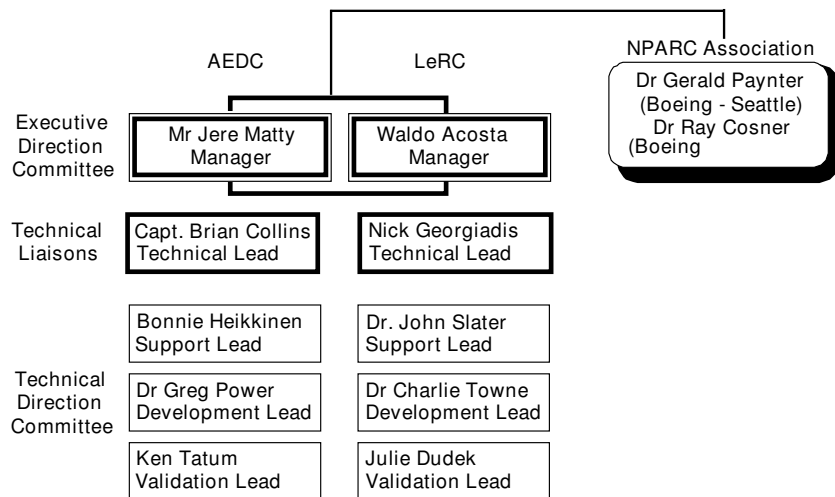 AEDC
LeRC
NPARC Association
Dr Gerald Paynter
(Boeing - Seattle)
Dr Ray Cosner
(Boeing
Executive
Direction
Committee
Mr Jere Matty
Manager
Waldo Acosta
Manager
Technical
Liaisons
Capt. Brian Collins
Technical Lead
Nick Georgiadis
Technical Lead
Technical
Direction
Committee
Bonnie Heikkinen
Support Lead
Dr. John Slater
Support Lead
Dr Greg Power
Development Lead
Dr Charlie Towne
Development Lead
Ken Tatum
Validation Lead
Julie Dudek
Validation Lead